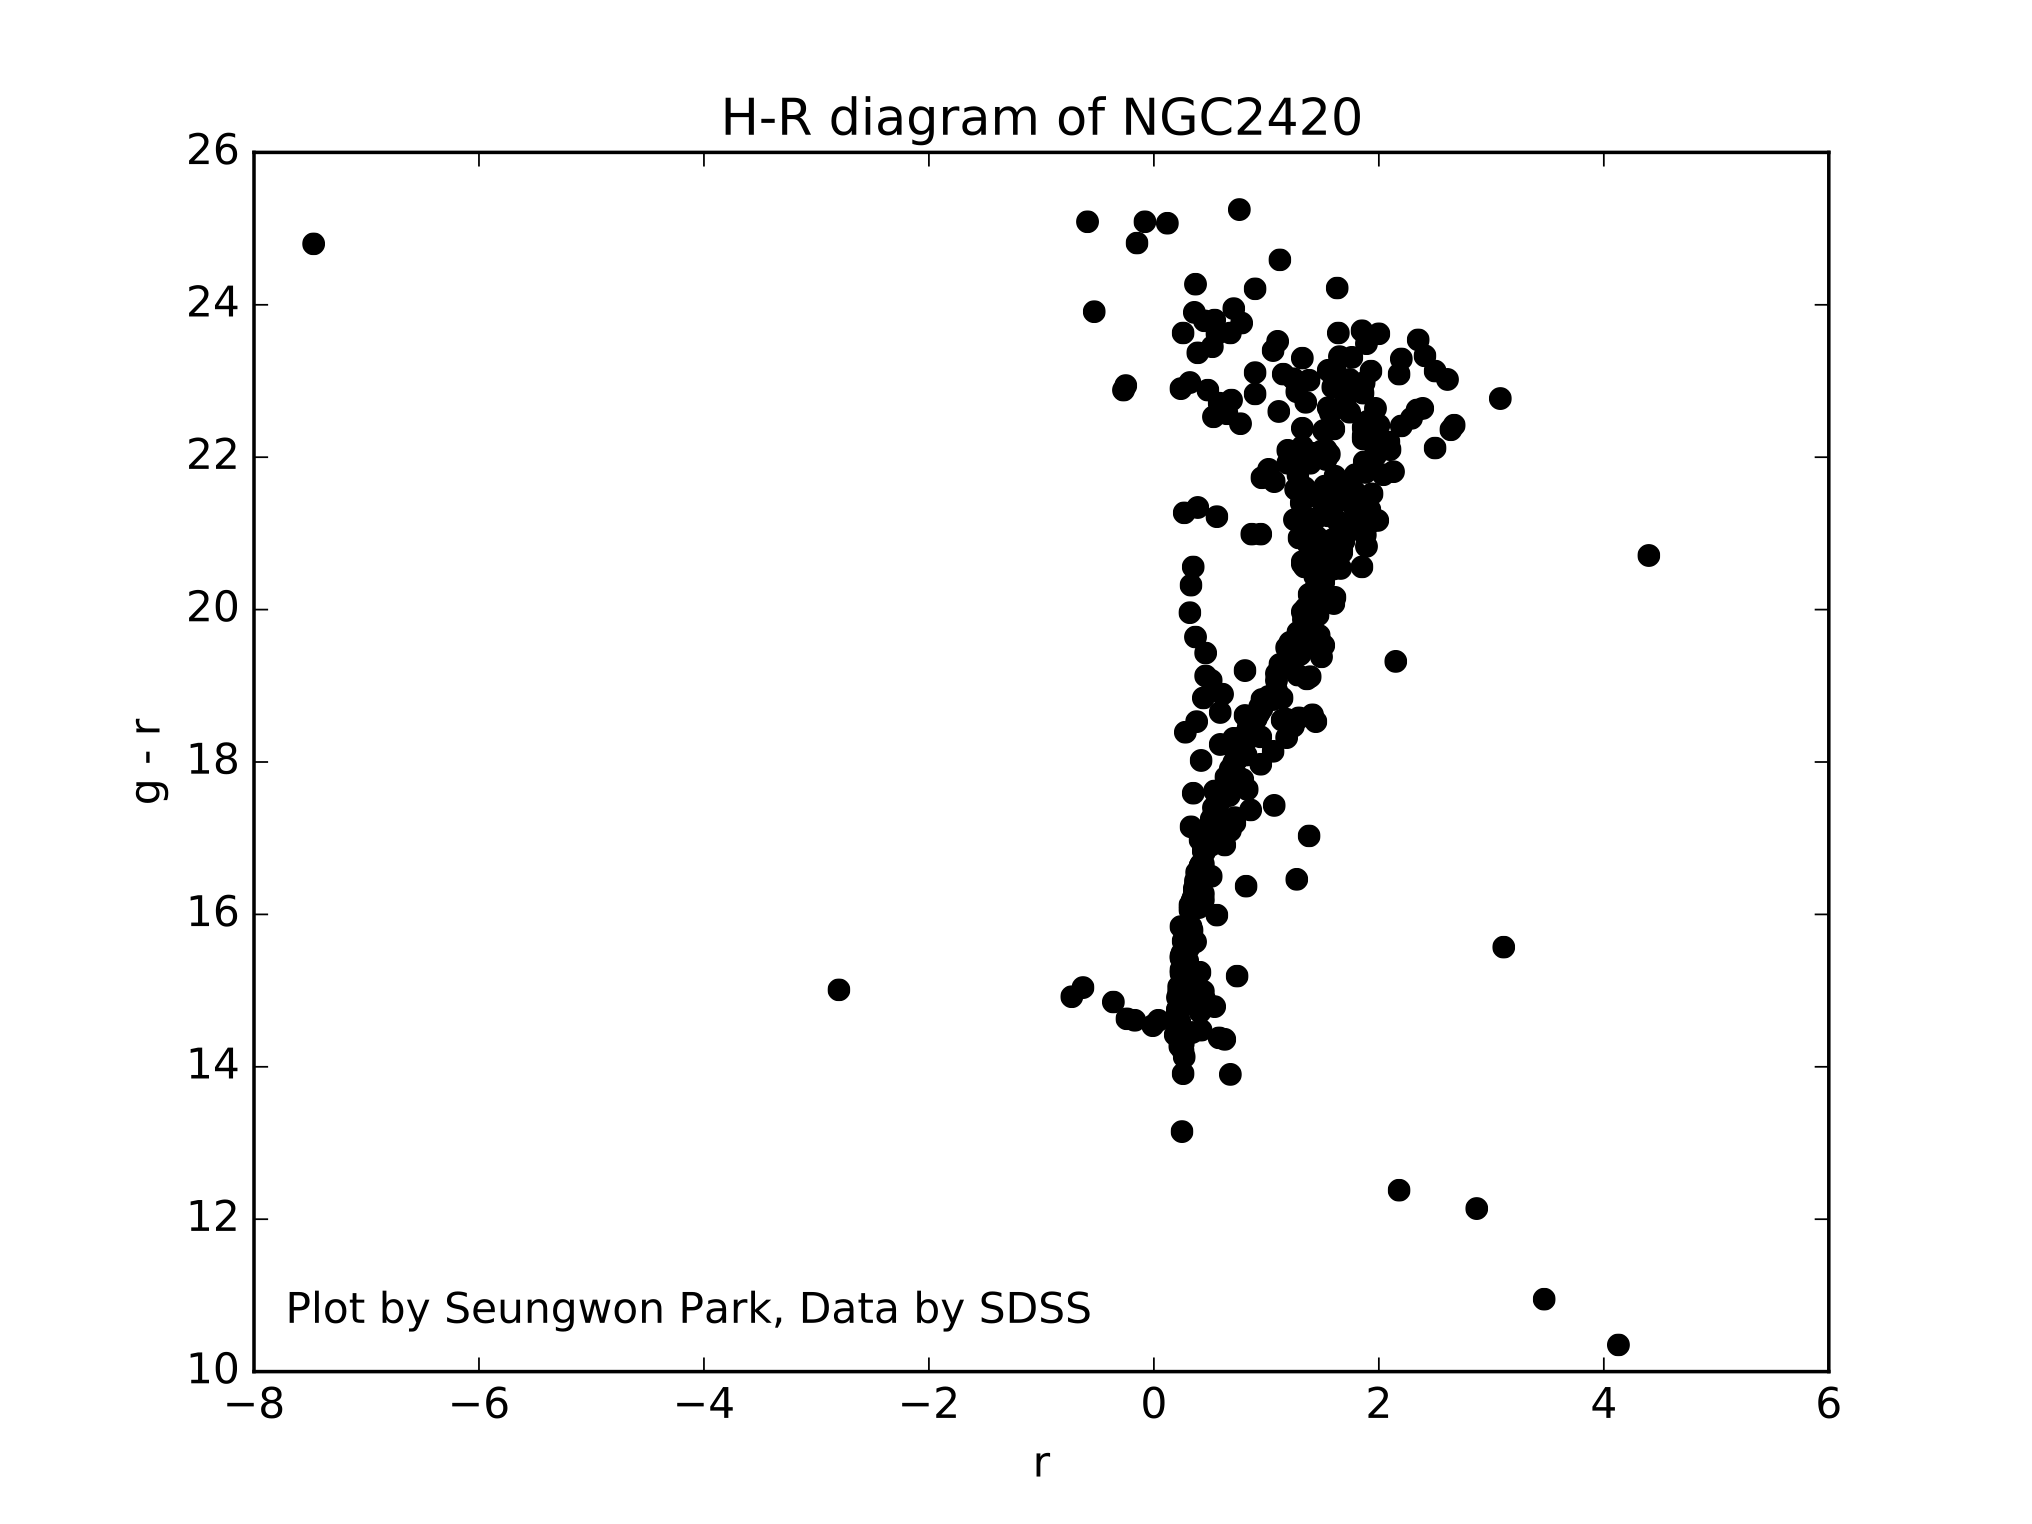 H-R diagram of NGC2420
26
24
22
20
18
16
14
12
10
g - r
Plot by Seungwon Park, Data by SDSS
−8 −6 −4 −2 0 2 4 6
r